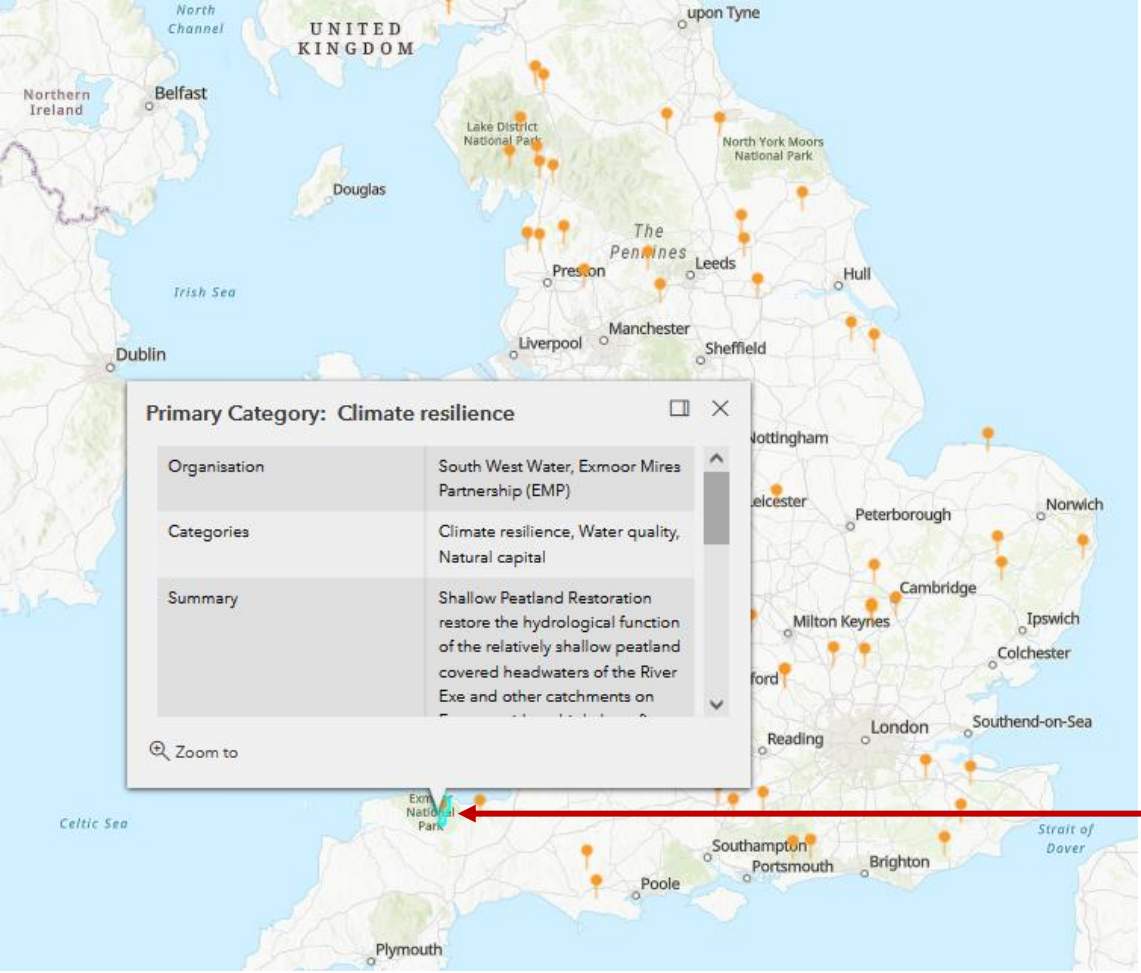 North
Channel
UNITED
KINGDOM
upon Tyne
Northern
Ireland
Belfast
Lake District
National Park
North York Moors
National Park
Douglas
The
Pennines
Leeds
Preston
Hull
Irish Sea
Manchester
Liverpool
Sheffield
Dublin
Primary Category: Climate resilience
Organisation
South West Water, Exmoor Mires
Partnership (EMP)
Categories
Climate resilience, Water quality,
Natural capital
Summary
Shallow Peatland Restoration
restore the hydrological function
of the relatively shallow peatland
covered headwaters of the River
Exe and other catchments on
Zoom to
Nottingham
eicester
Peterborough
Norwich
Cambridge
Milton Keynes
Ipswich
Colchester
ford
London
Southend-on-Sea
Reading
Exm
National
Park
Celtic Sea
Strait of
Dover
Southampton
Portsmouth
Brighton
Poole
Plymouth